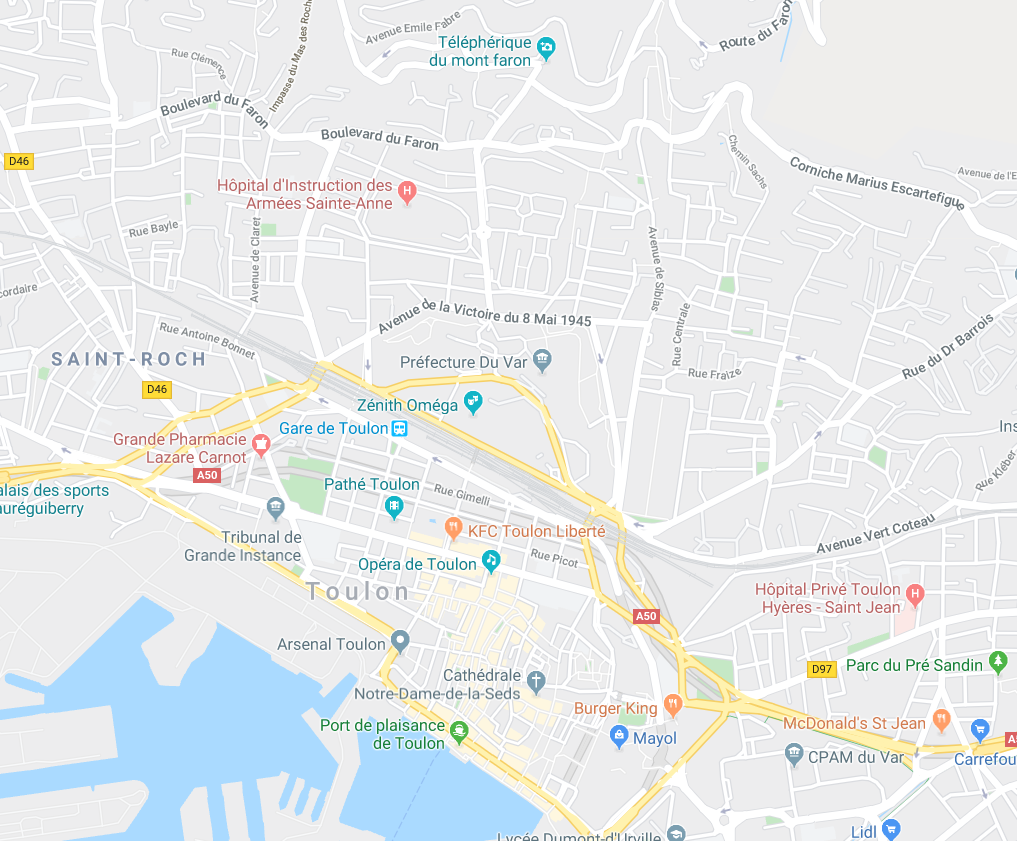 Avenue Emile Fabre
Impasse du Mas des Roch
Téléphérique
du mont faron
Route du Faron
Rue Clémence
Boulevard du Faron
Boulevard du Faron
Chemin Sachs
D46
Corniche Marius Escartefigue
Avenue de l'E
Hôpital d'Instruction des
Armées Sainte-Anne
Rue Bayle
Avenue de Claret
Avenue de Siblas
cordaire
Avenue de la Victoire du 8 Mai 1945
Rue Centrale
Rue du Dr Barrois
Rue Antoine Bonnet
SAINT-ROCH
Préfecture Du Var
Rue Fraize
D46
Zénith Oméga
Gare de Toulon
Ins
Grande Pharmacie
Lazare Carnot
A50
Rue Kléber
alais des sports
auréguiberry
Pathé Toulon
Rue Gimelli
Tribunal de
Grande Instance
KFC Toulon Liberté
Avenue Vert Coteau
Rue Picot
Opéra de Toulon
Toulon
Hôpital Privé Toulon
Hyères - Saint Jean
A50
Arsenal Toulon
Cathédrale
Notre-Dame-de-la-Seds
D97
Parc du Pré Sandin
Burger King
McDonald's St Jean
Port de plaisance
de Toulon
Mayol
A5
CPAM du Var
Carrefou
Lycée Dumont-d'Urville
Lidl